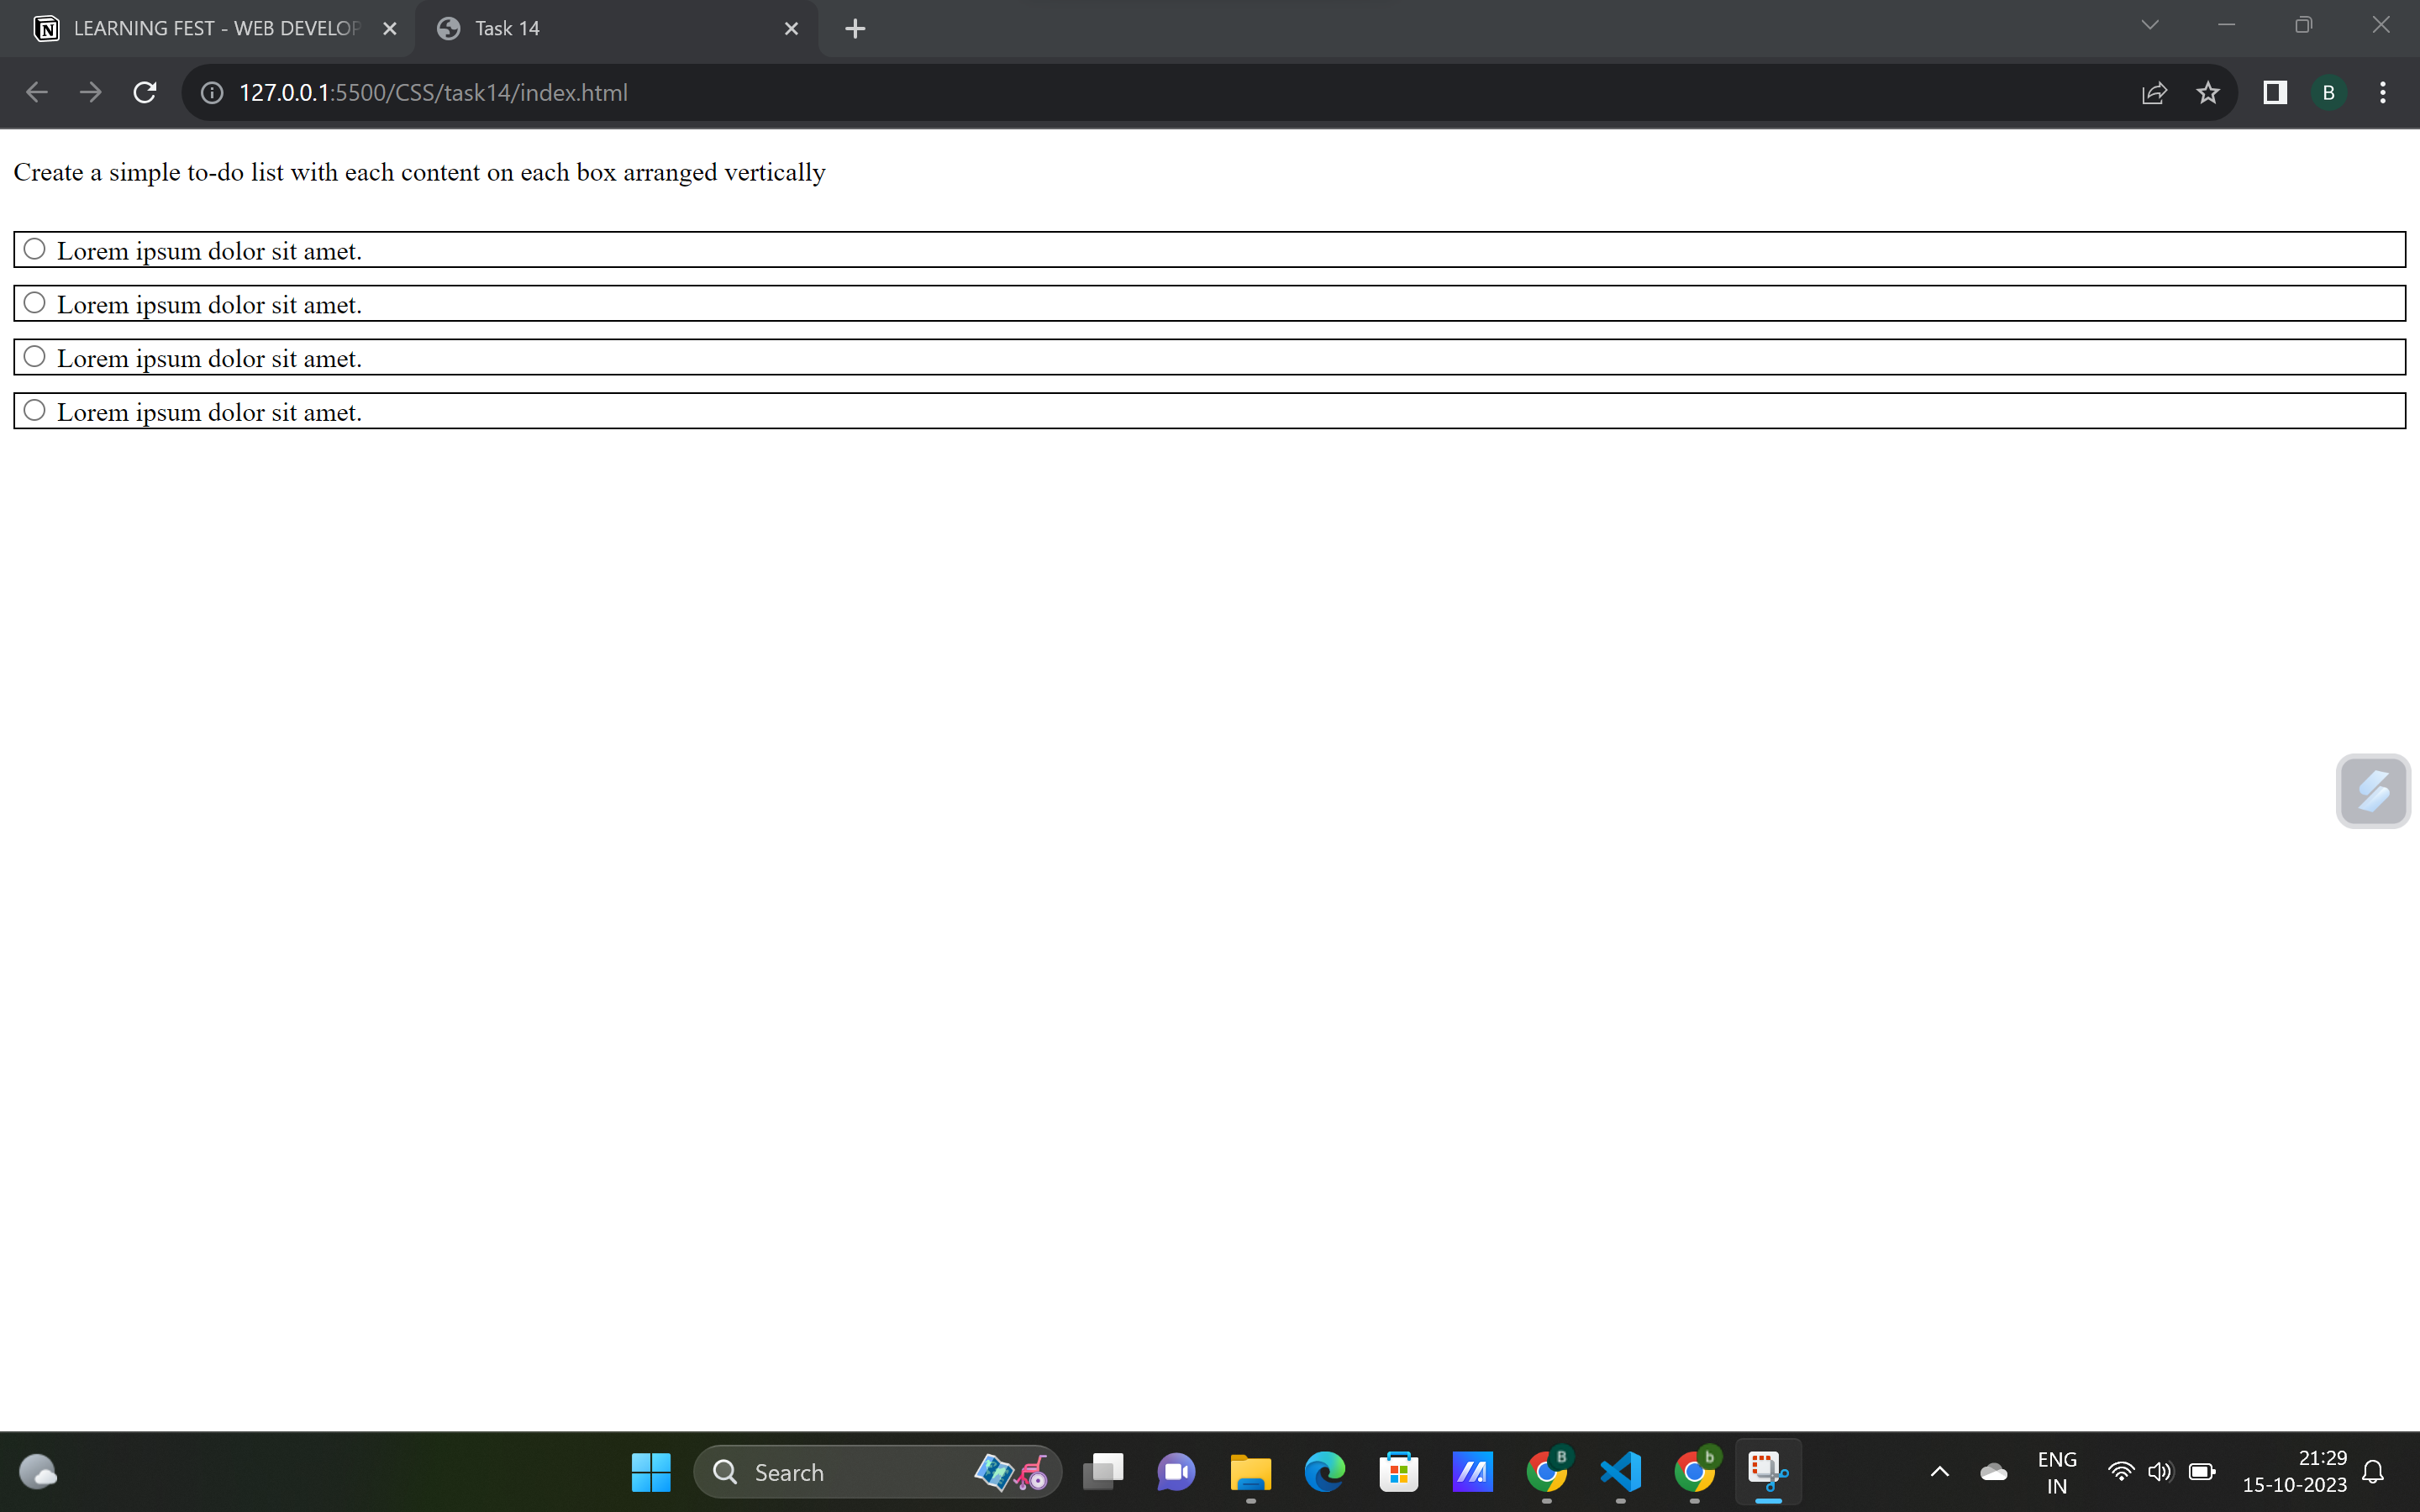 LEARNING FEST - WEB DEVELOP
Task 14
127.0.0.1:5500/CSS/task14/index.html
B
Create a simple to-do list with each content on each box arranged vertically
Lorem ipsum dolor sit amet.
Lorem ipsum dolor sit amet.
Lorem ipsum dolor sit amet.
Lorem ipsum dolor sit amet.
Search
B
b
ENG
IN
21:29
15-10-2023